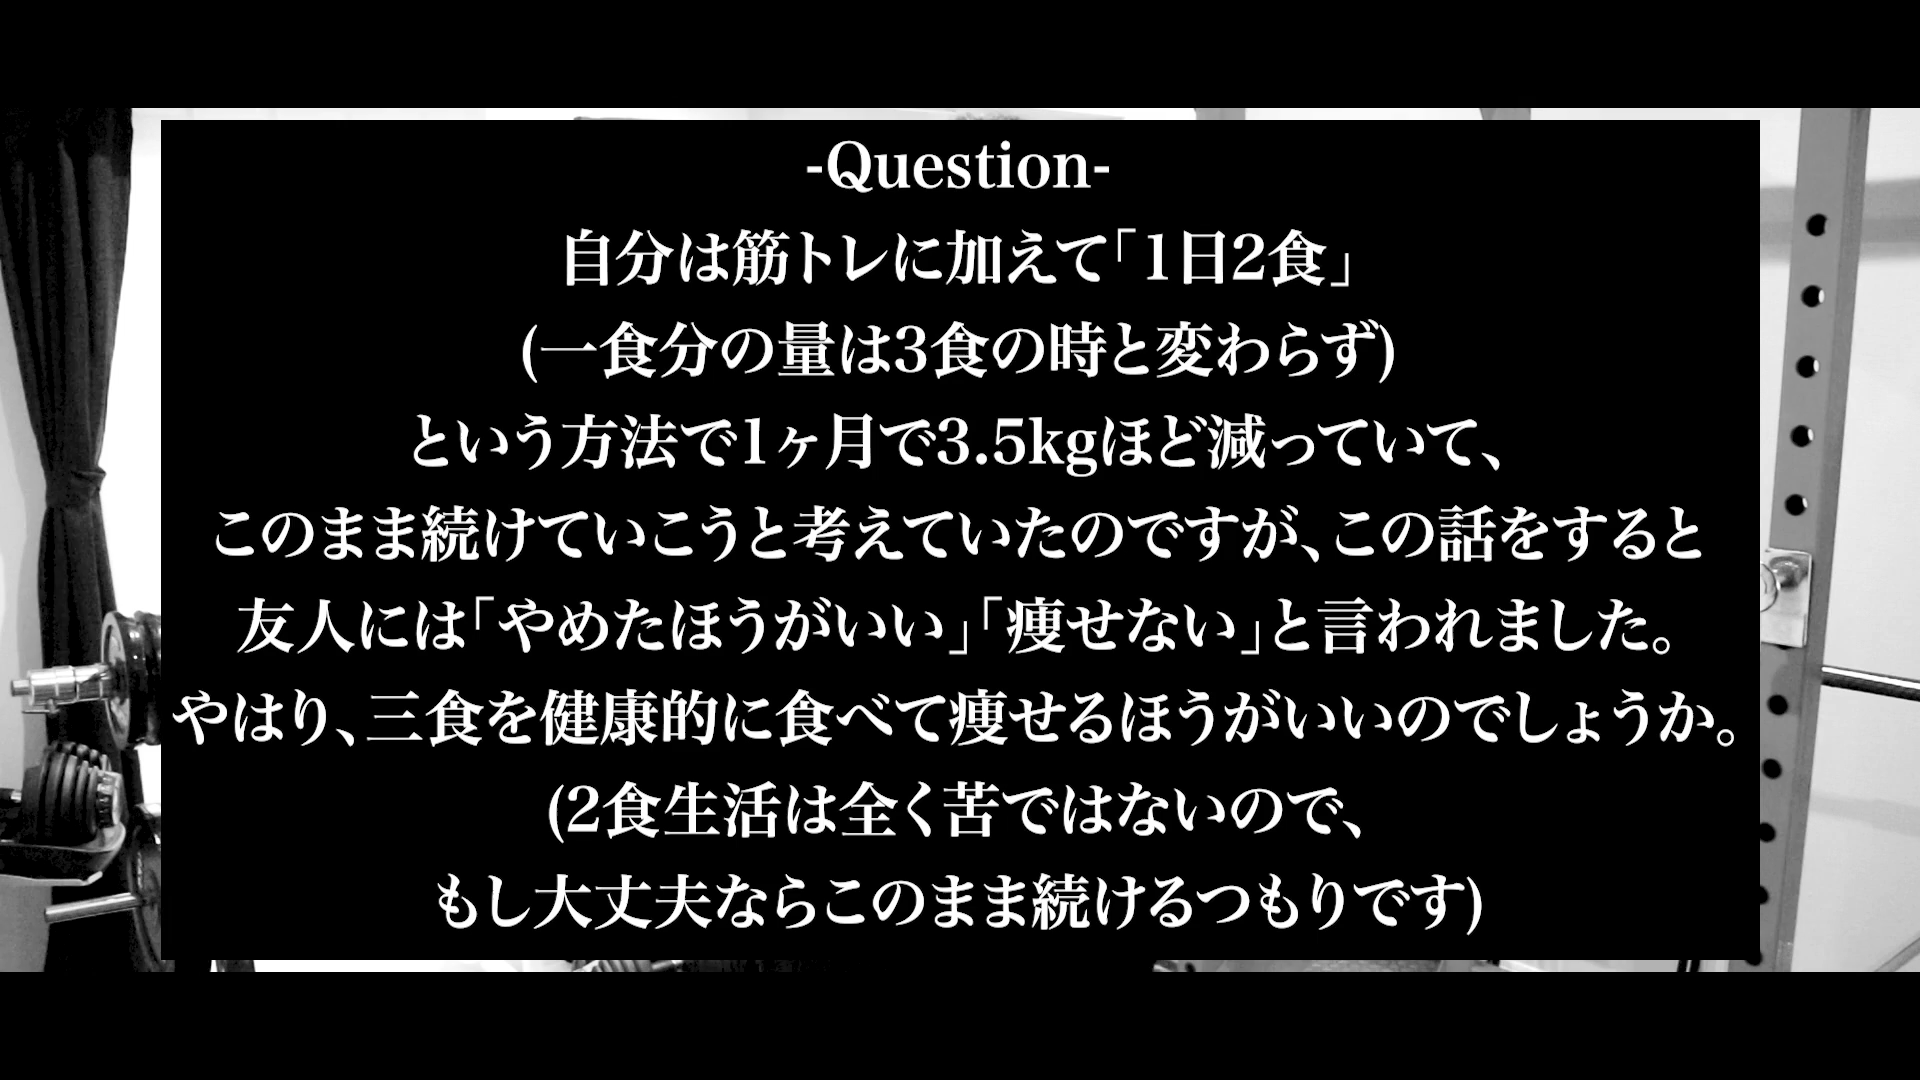 -Question-
自分は筋トレに加えて「1日2食」
(一食分の量は3食の時と変わらず)
という方法で1ヶ月で3.5kgほど減っていて、
このまま続けていこうと考えていたのですが、この話をすると
友人には「やめたほうがいい」「痩せない」と言われました。
やはり、三食を健康的に食べて痩せるほうがいいのでしょうか。
(2食生活は全く苦ではないので、
もし大丈夫ならこのまま続けるつもりです)